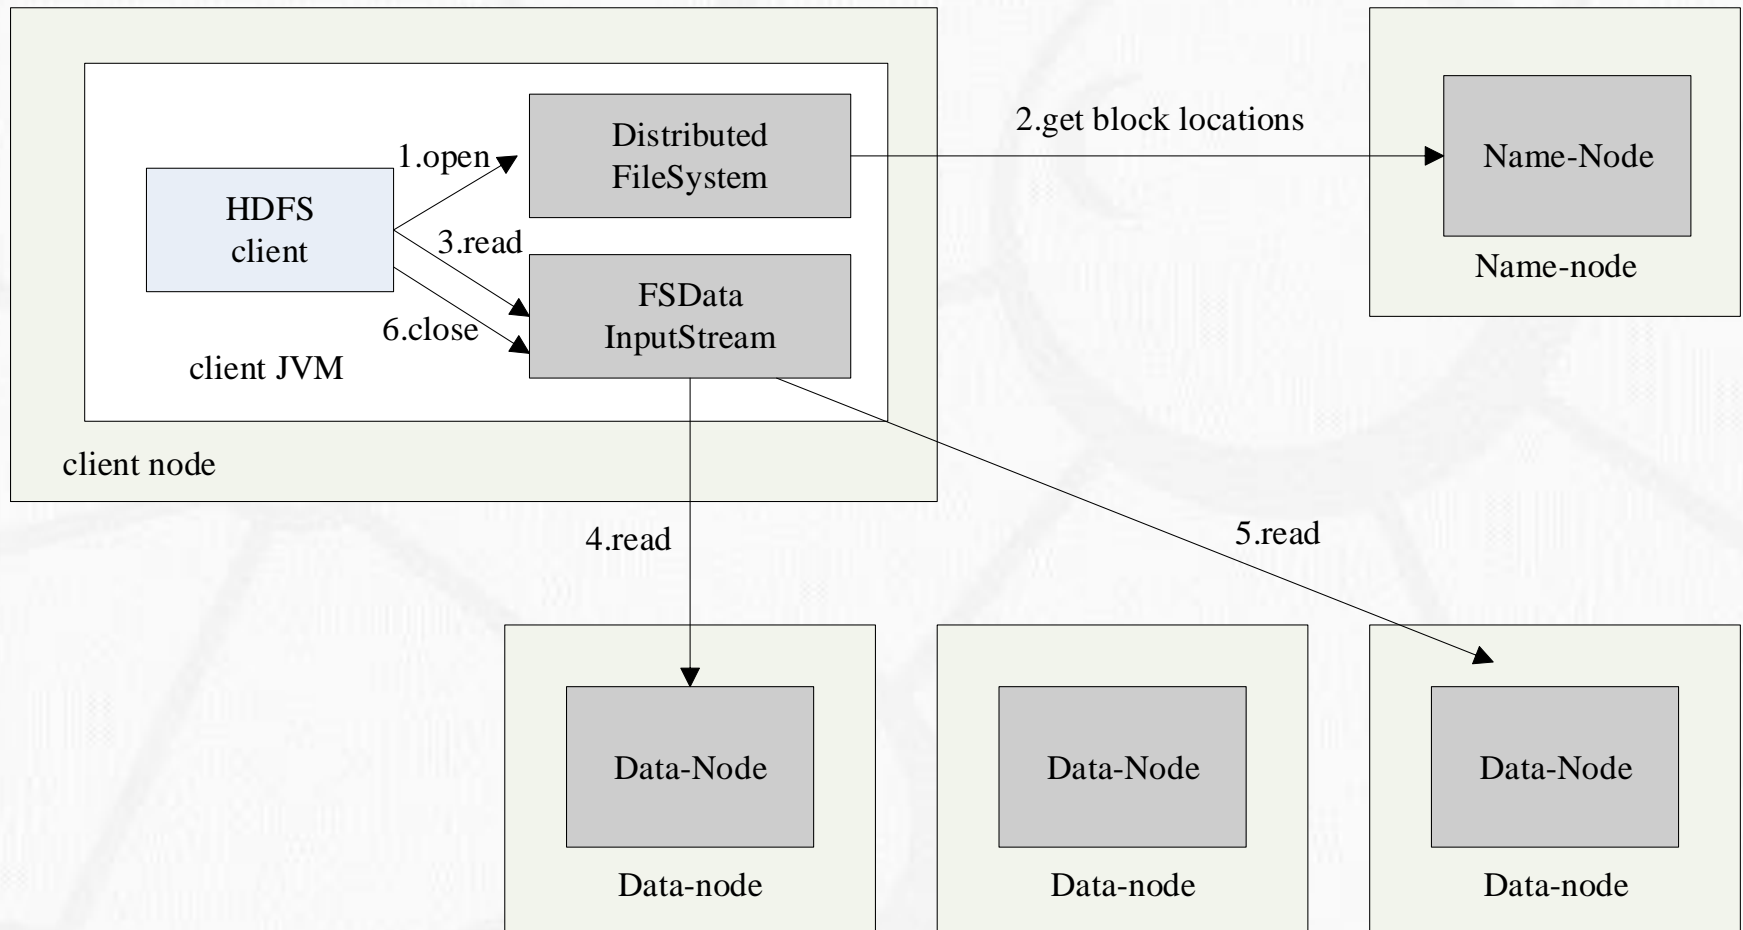 Distributed
FileSystem
2.get block locations
Name-Node
Name-node
1.open
HDFS
client
3.read
FSData
InputStream
6.close
client JVM
client node
4.read
5.read
Data-Node
Data-Node
Data-Node
Data-node
Data-node
Data-node